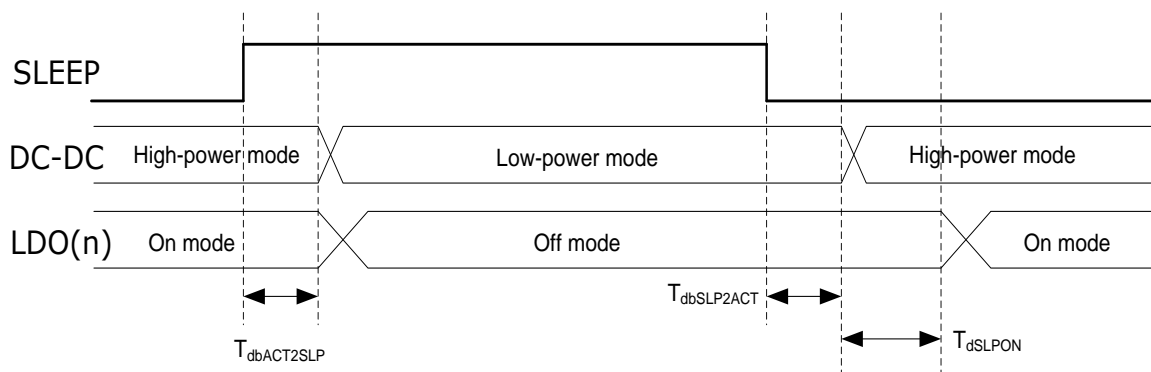 SLEEP
DC-DC High-power mode Low-power mode High-power mode
LDO(n) On mode Off mode On mode
TdbACT2SLP TdbSLP2ACT TdSLPON